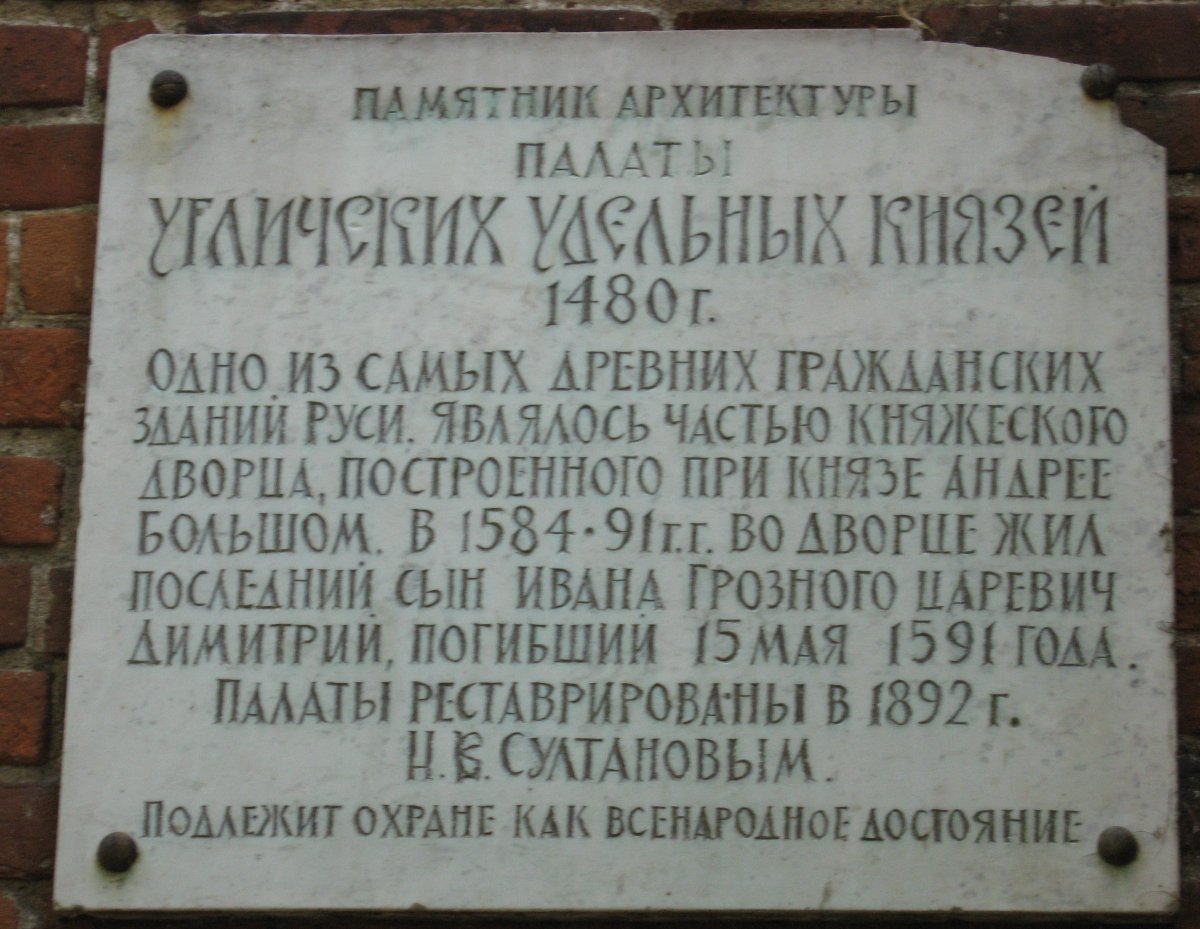 ПАМЯТНИК АРХИТЕКТУРЫ
ПАЛАТЫ
УГЛИЧСКИХ УДЕЛЬНЫХ КНЯЗЕЙ
1480 г.
ОДНО ИЗ САМЫХ ДРЕВНИХ ГРАЖДАНСКИХ
ЗДАНИЙ РУСИ. ЯВЛЯЛОСЬ ЧАСТЬЮ КНЯЖЕСКОГО
ДВОРЦА, ПОСТРОЕННОГО ПРИ КНЯЗЕ АНДРЕЕ
БОЛЬШОМ. В 1584-91 г.г. ВО ДВОРЦЕ ЖИЛ
ПОСЛЕДНИЙ СЫН ИВАНА ГРОЗНОГО ЦАРЕВИЧ
ДИМИТРИЙ, ПОГИБШИЙ 15 МАЯ 1591 ГОДА.
ПАЛАТЫ РЕСТАВРИРОВАНЫ В 1892 г.
Н. В. СУЛТАНОВЫМ.
ПОДЛЕЖИТ ОХРАНЕ КАК ВСЕНАРОДНОЕ ДОСТОЯНИЕ